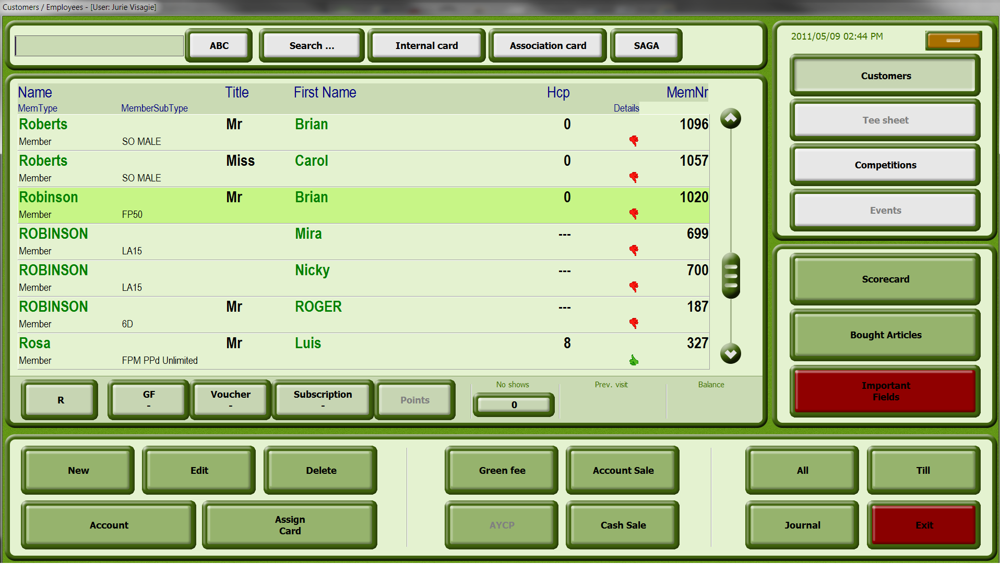 Customers / Employees - [User: Jurie Visagie]
ABC
Search ...
Internal card
Association card
SAGA
2011/05/09 02:44 PM
Customers
Tee sheet
Competitions
Events
Name Title First Name Hcp MemNr
MemType MemberSubType Details
Roberts Mr Brian 0 1096
Member SO MALE
Roberts Miss Carol 0 1057
Member SO MALE
Robinson Mr Brian 0 1020
Member FP50
ROBINSON Mira --- 699
Member LA15
ROBINSON Nicky --- 700
Member LA15
ROBINSON Mr ROGER --- 187
Member 6D
Rosa Mr Luis 8 327
Member FPM PPd Unlimited
Scorecard
Bought Articles
Important
Fields
R
GF
-
Voucher
-
Subscription
-
Points
No shows
0
Prev. visit
Balance
New
Edit
Delete
Green fee
Account Sale
All
Till
Account
Assign
Card
AYCP
Cash Sale
Journal
Exit